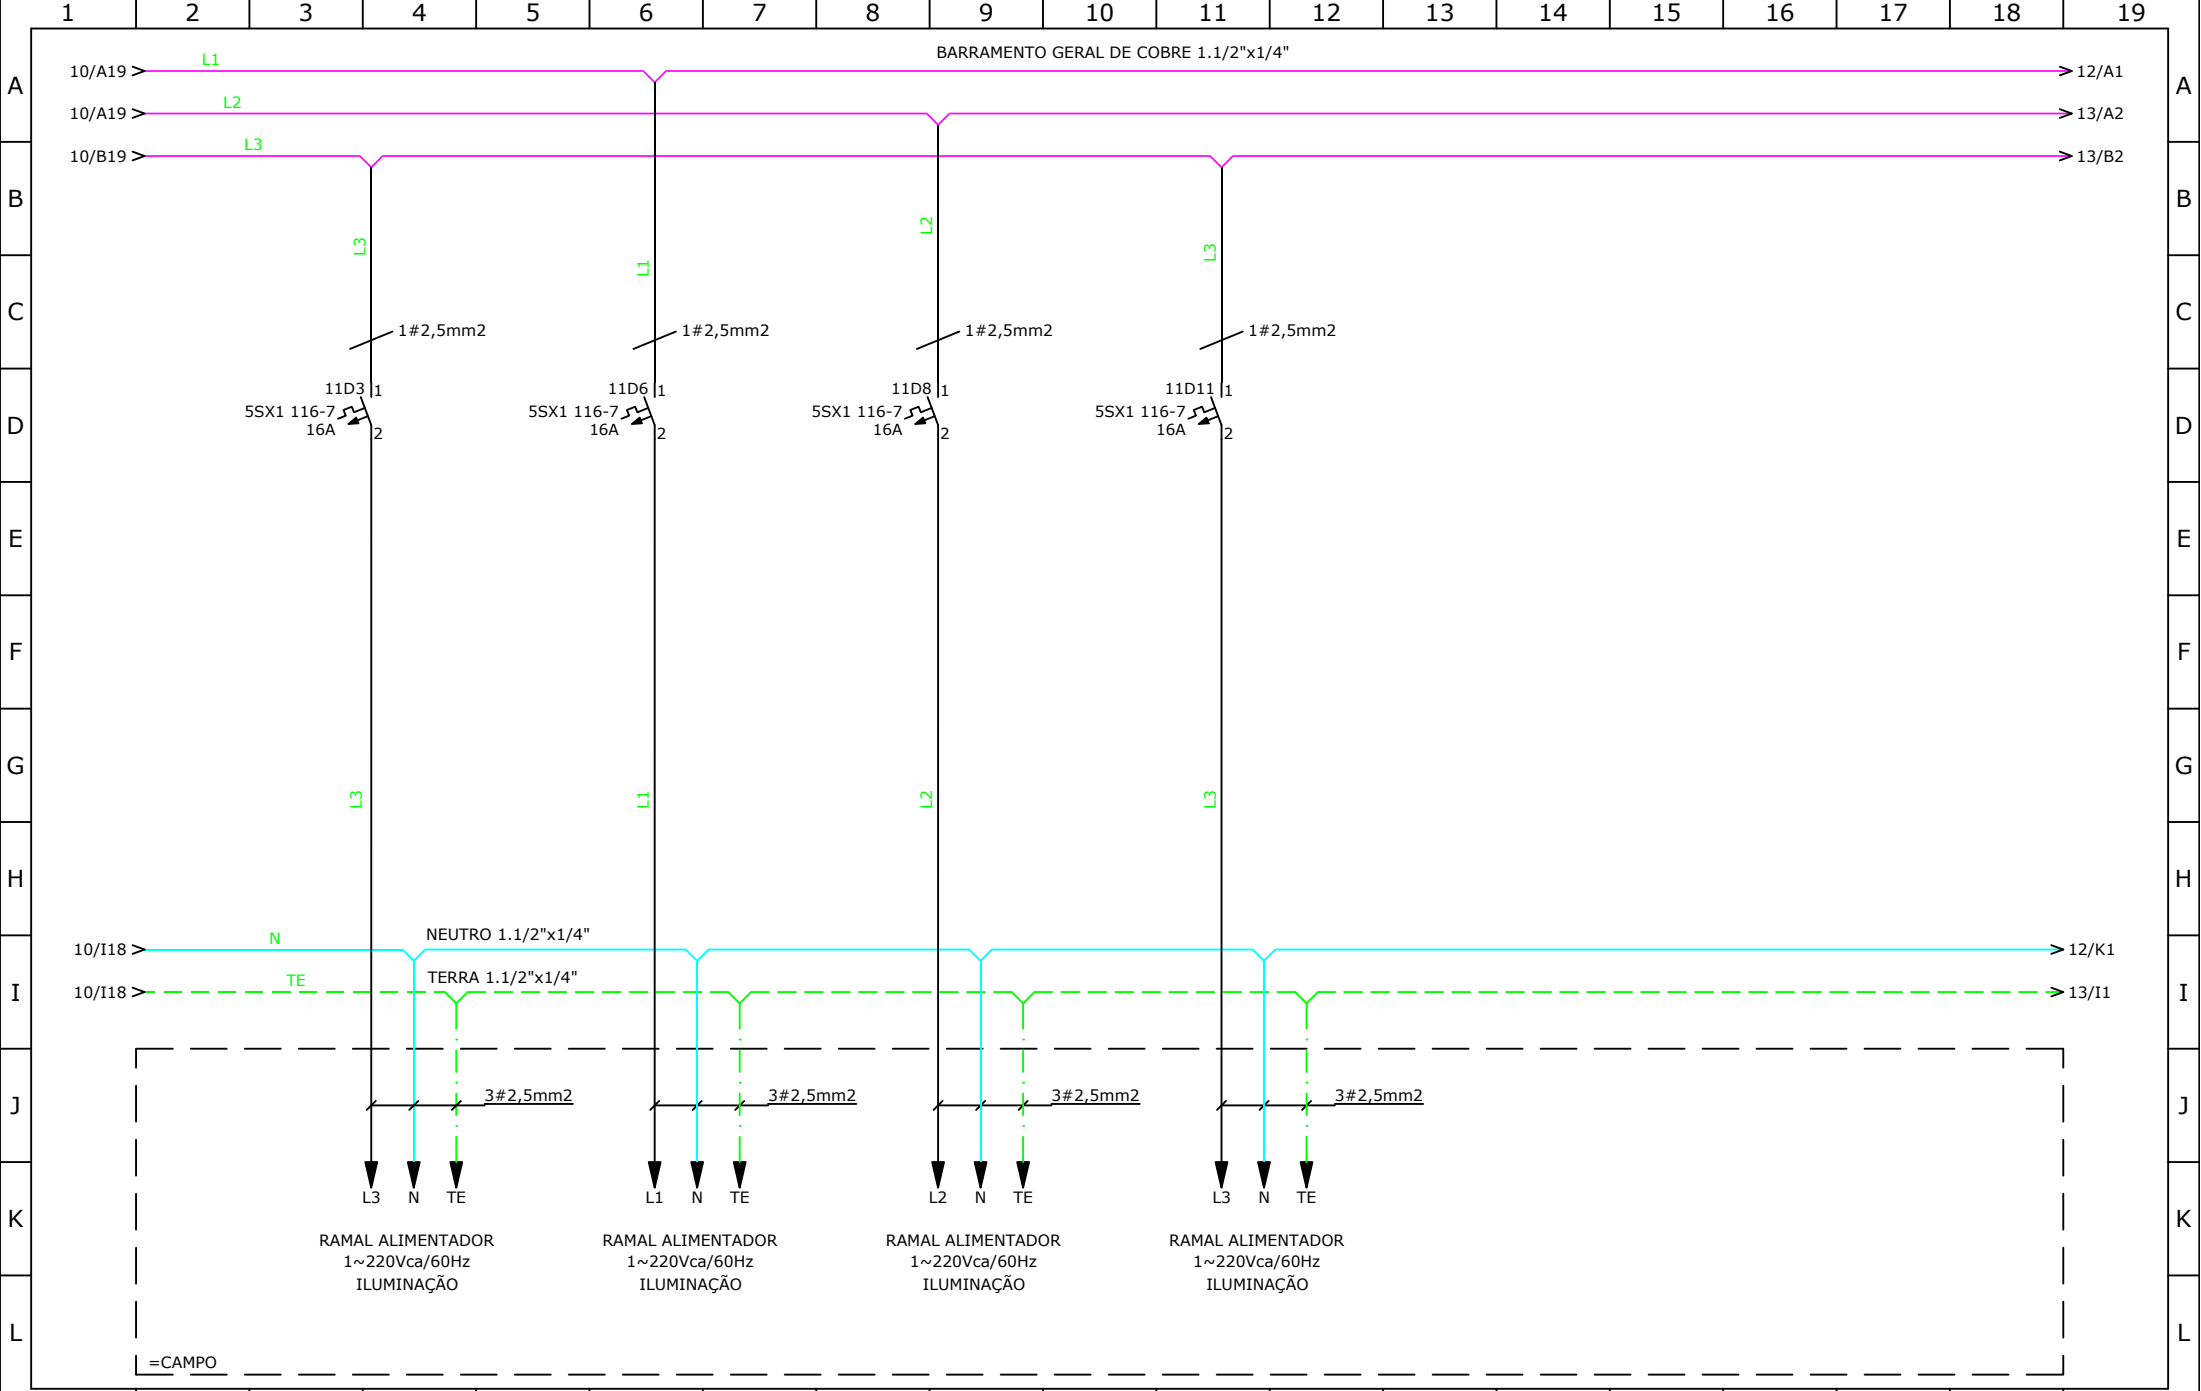 1 2 3 4 5 6 7 8 9 10 11 12 13 14 15 16 17 18 19
BARRAMENTO GERAL DE COBRE 1.1/2"x1/4"
L1
10/A19 12/A1
A A
L2
10/A19 13/A2
L3
10/B19 13/B2
B B
L3 L1 L2 L3
C C
1#2,5mm2 1#2,5mm2 1#2,5mm2 1#2,5mm2
11D3 1 11D6 1 11D8 1 11D11 1
5SX1 116-7 5SX1 116-7 5SX1 116-7 5SX1 116-7
D D
16A 2 16A 2 16A 2 16A 2
E E
F F
G G
L3 L1 L2 L3
H H
N NEUTRO 1.1/2"x1/4"
10/I18 12/K1
TE TERRA 1.1/2"x1/4"
10/I18 13/I1
I I
3#2,5mm2 3#2,5mm2 3#2,5mm2 3#2,5mm2
J J
L3 N TE L1 N TE L2 N TE L3 N TE
K K
RAMAL ALIMENTADOR RAMAL ALIMENTADOR RAMAL ALIMENTADOR RAMAL ALIMENTADOR
1~220Vca/60Hz 1~220Vca/60Hz 1~220Vca/60Hz 1~220Vca/60Hz
ILUMINAÇÃO ILUMINAÇÃO ILUMINAÇÃO ILUMINAÇÃO
L L
=CAMPO